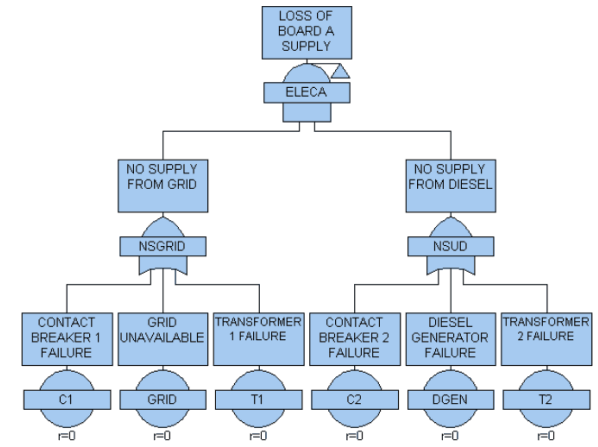 LOSS OF
BOARD A
SUPPLY
ELECA
NO SUPPLY
FROM GRID
NO SUPPLY
FROM DIESEL
NSGRID
NSUD
CONTACT
BREAKER 1
FAILURE
GRID
UNAVAILABLE
TRANSFORMER
1 FAILURE
CONTACT
BREAKER 2
FAILURE
DIESEL
GENERATOR
FAILURE
TRANSFORMER
2 FAILURE
C1
GRID
T1
C2
DGEN
T2
r=0
r=0
r=0
r=0
r=0
r=0